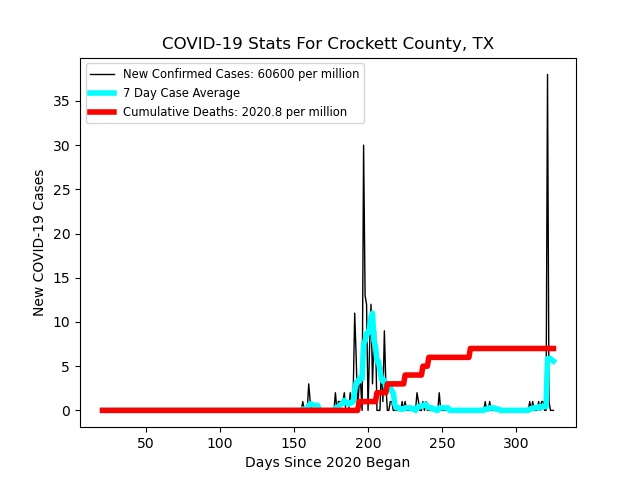 COVID-19 Stats For Crockett County, TX
New Confirmed Cases: 60600 per million
7 Day Case Average
Cumulative Deaths: 2020.8 per million
New COVID-19 Cases
35
30
25
20
15
10
5
0
50 100 150 200 250 300
Days Since 2020 Began